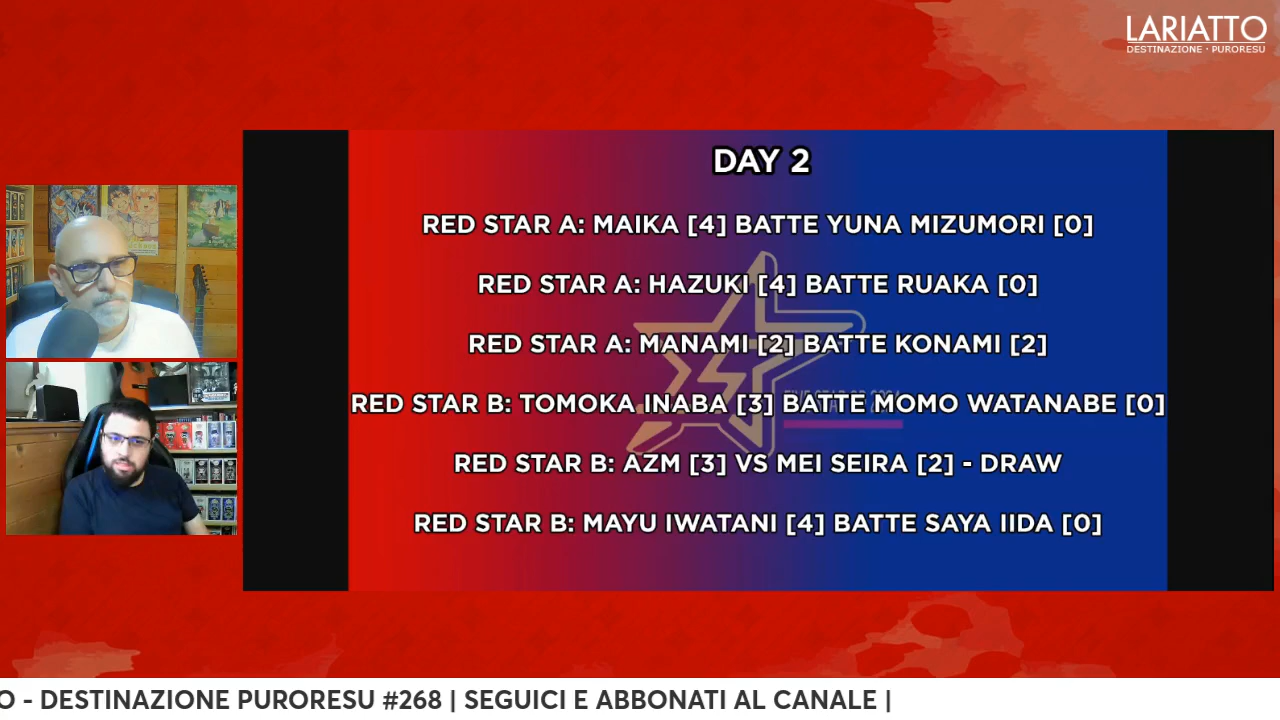 LARIATTO
DESTINAZIONE · PURORESU
DAY 2
RED STAR A: MAIKA [4] BATTE YUNA MIZUMORI [0]
RED STAR A: HAZUKI [4] BATTE RUAKA [0]
RED STAR A: MANAMI [2] BATTE KONAMI [2]
RED STAR B: TOMOKA INABA [3] BATTE MOMO WATANABE [0]
RED STAR B: AZM [3] VS MEI SEIRA [2] - DRAW
RED STAR B: MAYU IWATANI [4] BATTE SAYA IIDA [0]
O - DESTINAZIONE PURORESU #268 | SEGUICI E ABBONATI AL CANALE |